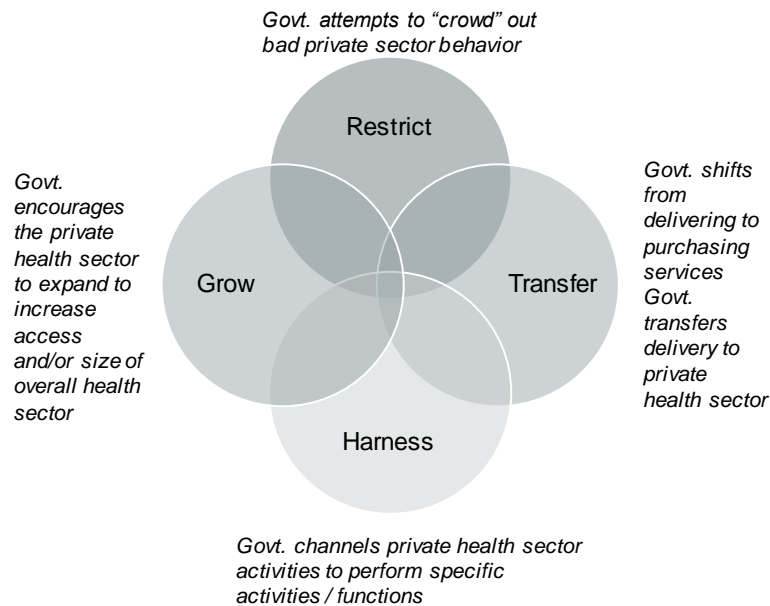 Govt. attempts to “crowd” out
bad private sector behavior
Restrict
Govt.
encourages
the private
health sector
to expand to
increase
access
and/or size of
overall health
sector
Grow
Transfer
Govt. shifts
from
delivering to
purchasing
services
Govt.
transfers
delivery to
private
health sector
Harness
Govt. channels private health sector
activities to perform specific
activities / functions